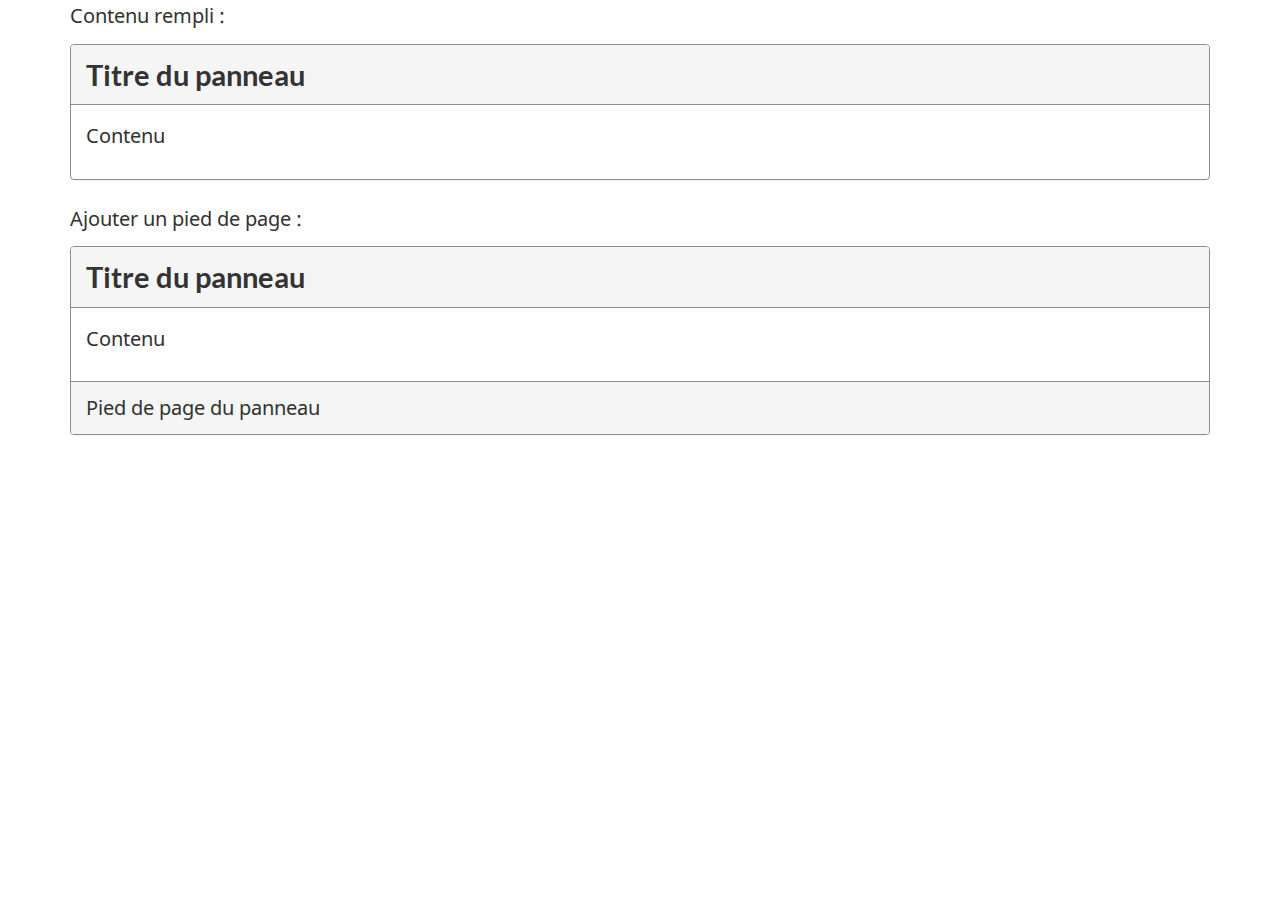 Contenu rempli :
Titre du panneau
Contenu
Ajouter un pied de page :
Titre du panneau
Contenu
Pied de page du panneau